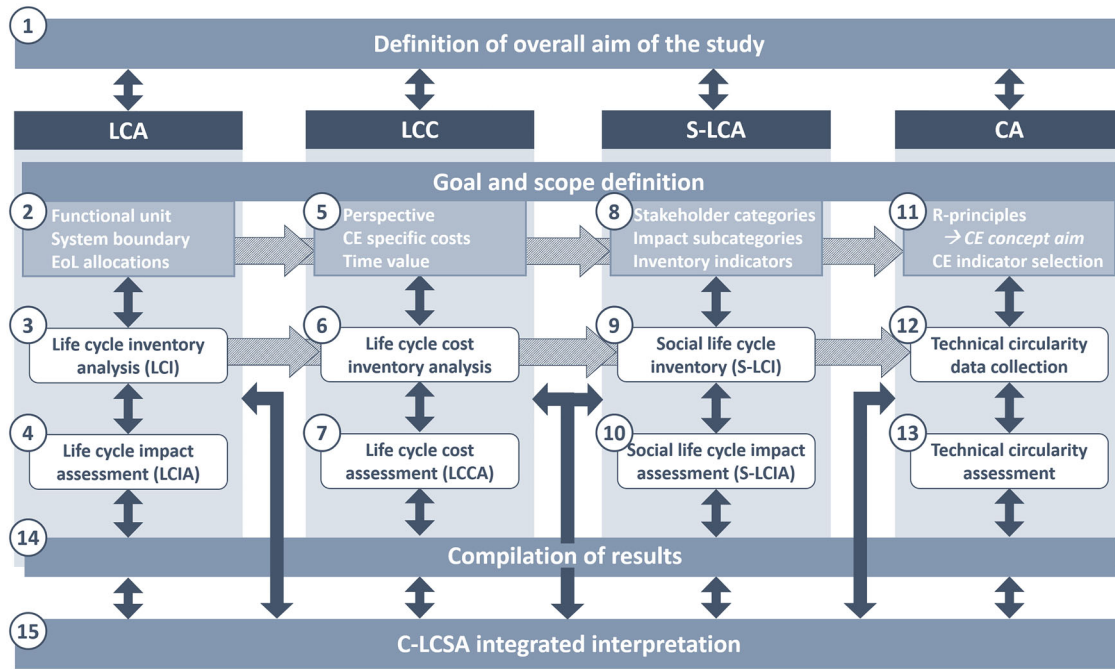 1
Definition of overall aim of the study
LCA
LCC
S-LCA
CA
Goal and scope definition
2
Functional unit
System boundary
EoL allocations
5
Perspective
CE specific costs
Time value
8
Stakeholder categories
Impact subcategories
Inventory indicators
11
R-principles
→ CE concept aim
CE indicator selection
3
Life cycle inventory
analysis (LCI)
6
Life cycle cost
inventory analysis
9
Social life cycle
inventory (S-LCI)
12
Technical circularity
data collection
4
Life cycle impact
assessment (LCIA)
7
Life cycle cost
assessment (LCCA)
10
Social life cycle impact
assessment (S-LCIA)
13
Technical circularity
assessment
14
Compilation of results
15
C-LCSA integrated interpretation